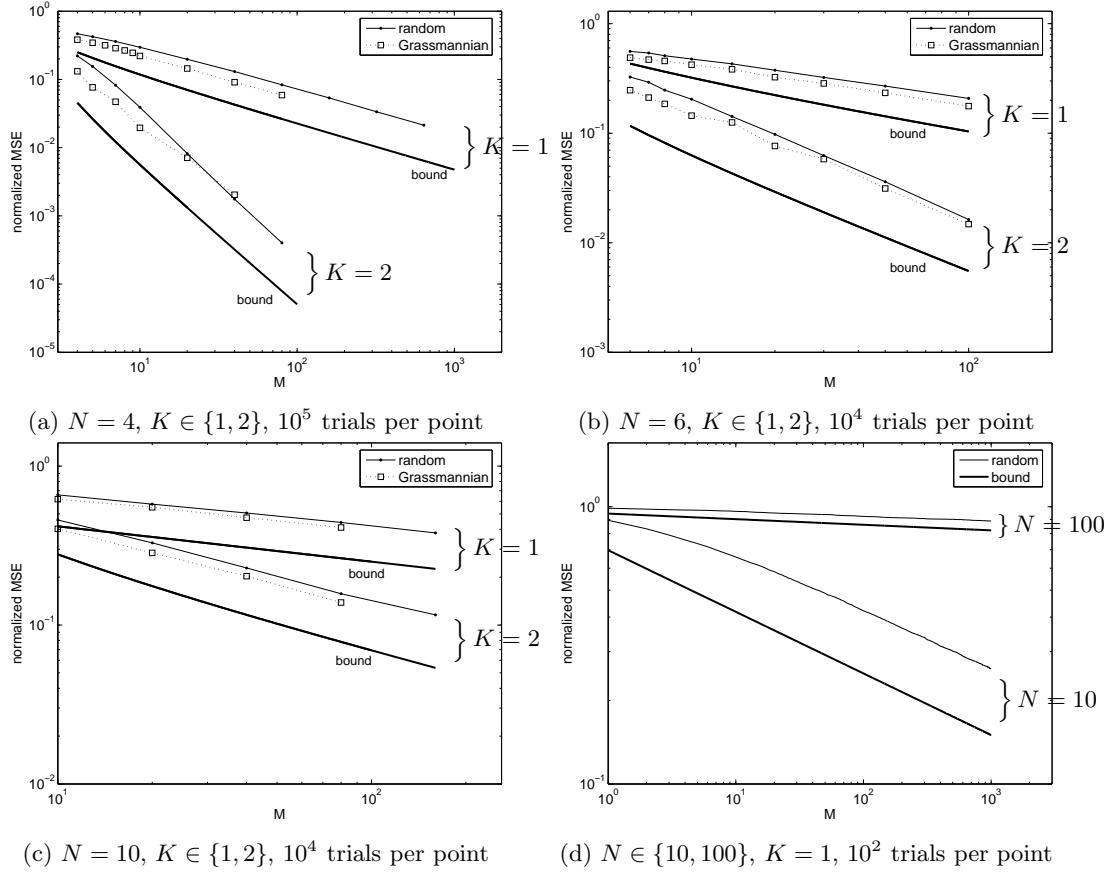 random
Grassmannian
normalized MSE
10^0
10^{-1}
10^{-2}
10^{-3}
10^{-4}
10^{-5}
bound
K = 1
bound
K = 2
10^1
10^2
10^3
M
(a) N = 4, K ∈ {1, 2}, 10^5 trials per point
random
Grassmannian
normalized MSE
10^0
10^{-1}
10^{-2}
10^{-3}
bound
K = 1
bound
K = 2
10^1
10^2
M
(b) N = 6, K ∈ {1, 2}, 10^4 trials per point
random
Grassmannian
normalized MSE
10^0
10^{-1}
10^{-2}
bound
K = 1
bound
K = 2
10^1
10^2
M
(c) N = 10, K ∈ {1, 2}, 10^4 trials per point
random
bound
normalized MSE
10^0
10^{-1}
N = 100
N = 10
10^0
10^1
10^2
10^3
M
(d) N ∈ {10, 100}, K = 1, 10^2 trials per point